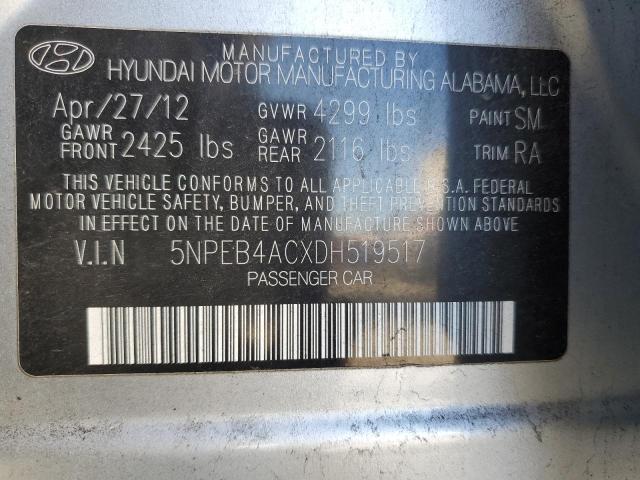 MANUFACTURED BY
HYUNDAI MOTOR MANUFACTURING ALABAMA, LLC
Apr/27/12 GVWR 4299 lbs PAINT SM
GAWR FRONT 2425 lbs GAWR REAR 2116 lbs TRIM RA
THIS VEHICLE CONFORMS TO ALL APPLICABLE U.S.A. FEDERAL
MOTOR VEHICLE SAFETY, BUMPER, AND THEFT PREVENTION STANDARDS
IN EFFECT ON THE DATE OF MANUFACTURE SHOWN ABOVE.
V.I.N 5NPEB4ACXDH519517
PASSENGER CAR